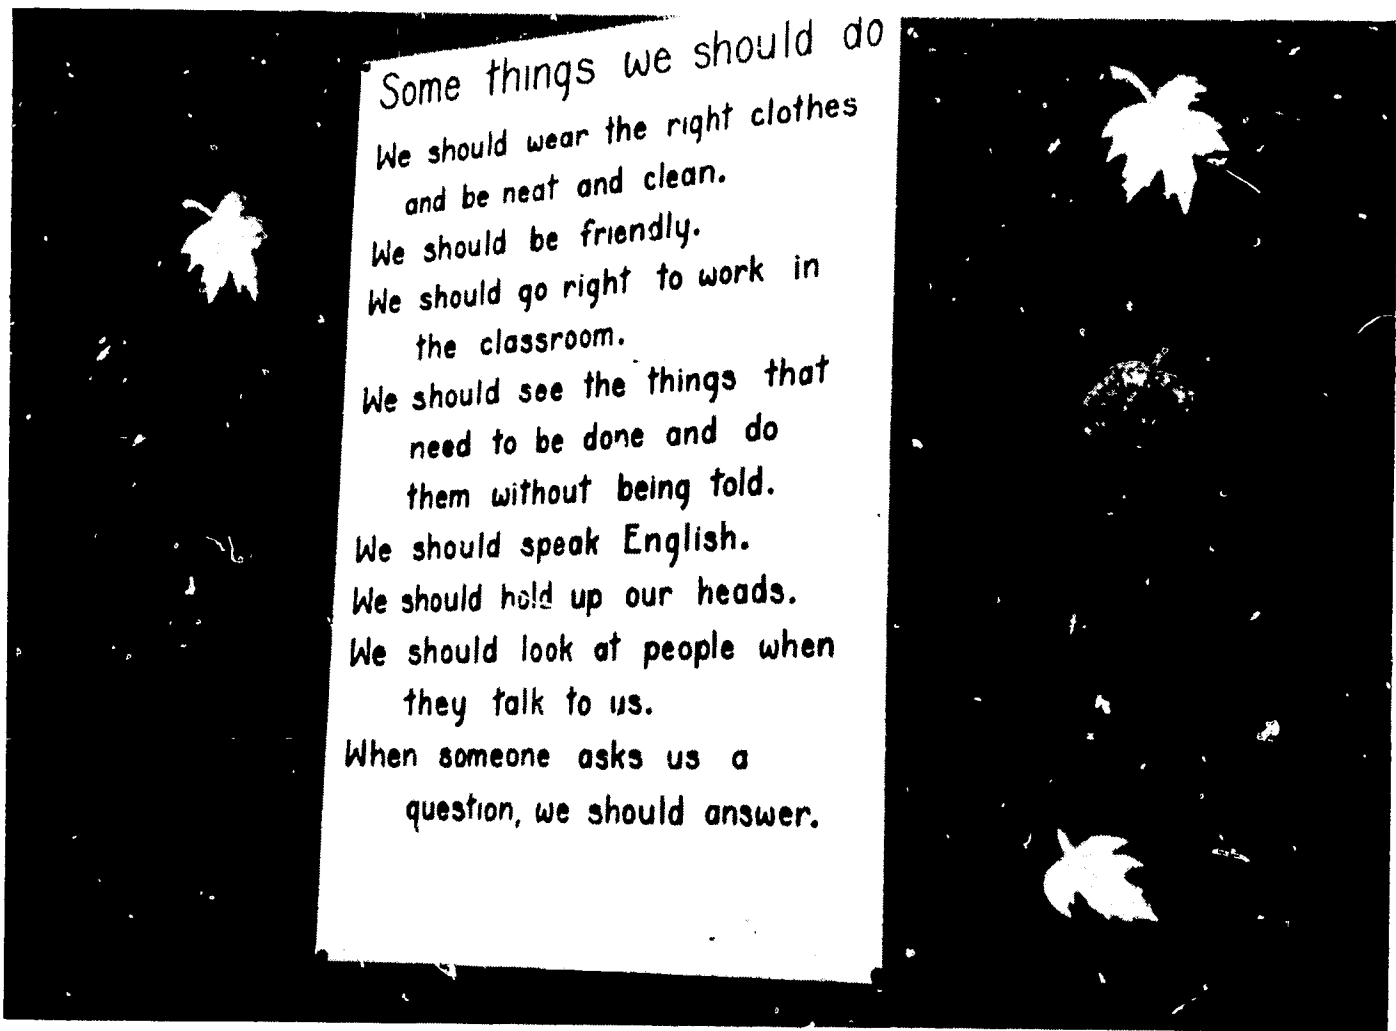 Some things we should do
We should wear the right clothes
and be neat and clean.
We should be friendly.
We should go right to work in
the classroom.
We should see the things that
need to be done and do
them without being told.
We should speak English.
We should hold up our heads.
We should look at people when
they talk to us.
When someone asks us a
question, we should answer.